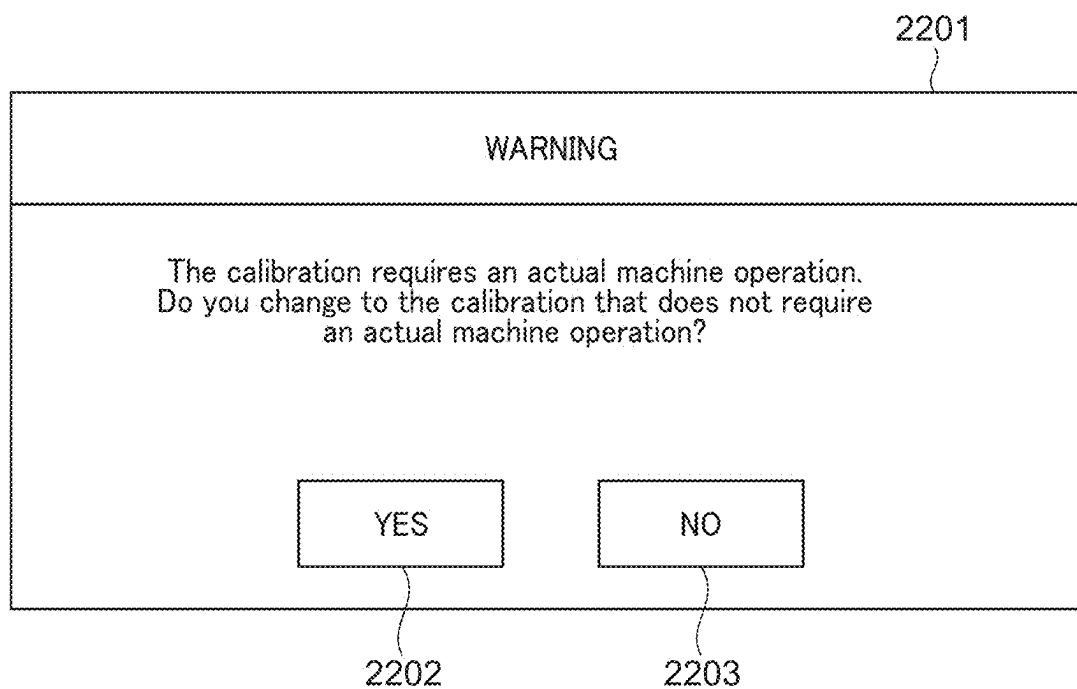 2201
WARNING
The calibration requires an actual machine operation.
Do you change to the calibration that does not require
an actual machine operation?
YES
NO
2202
2203